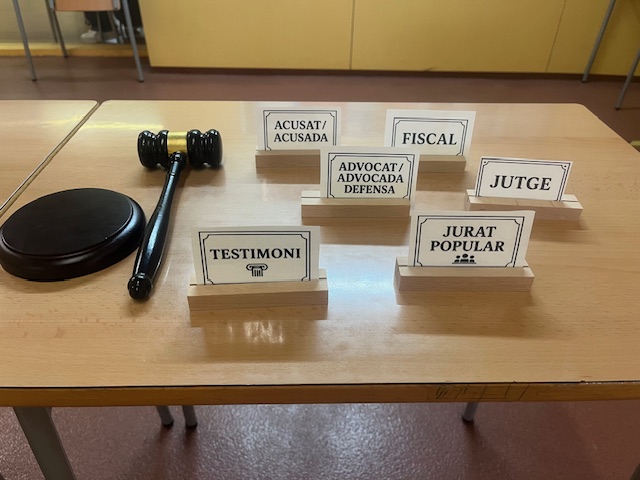 ACUSAT/
ACUSADA
FISCAL
ADVOCAT/
ADVOCADA
DEFENSA
JUTGE
TESTIMONI
JURAT
POPULAR